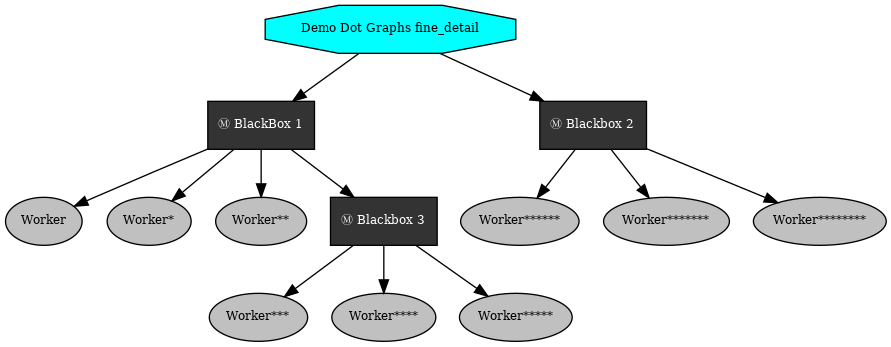 Demo Dot Graphs fine_detail
Ⓜ BlackBox 1
Ⓜ Blackbox 2
Worker
Worker*
Worker**
Ⓜ Blackbox 3
Worker******
Worker*******
Worker********
Worker***
Worker****
Worker*****